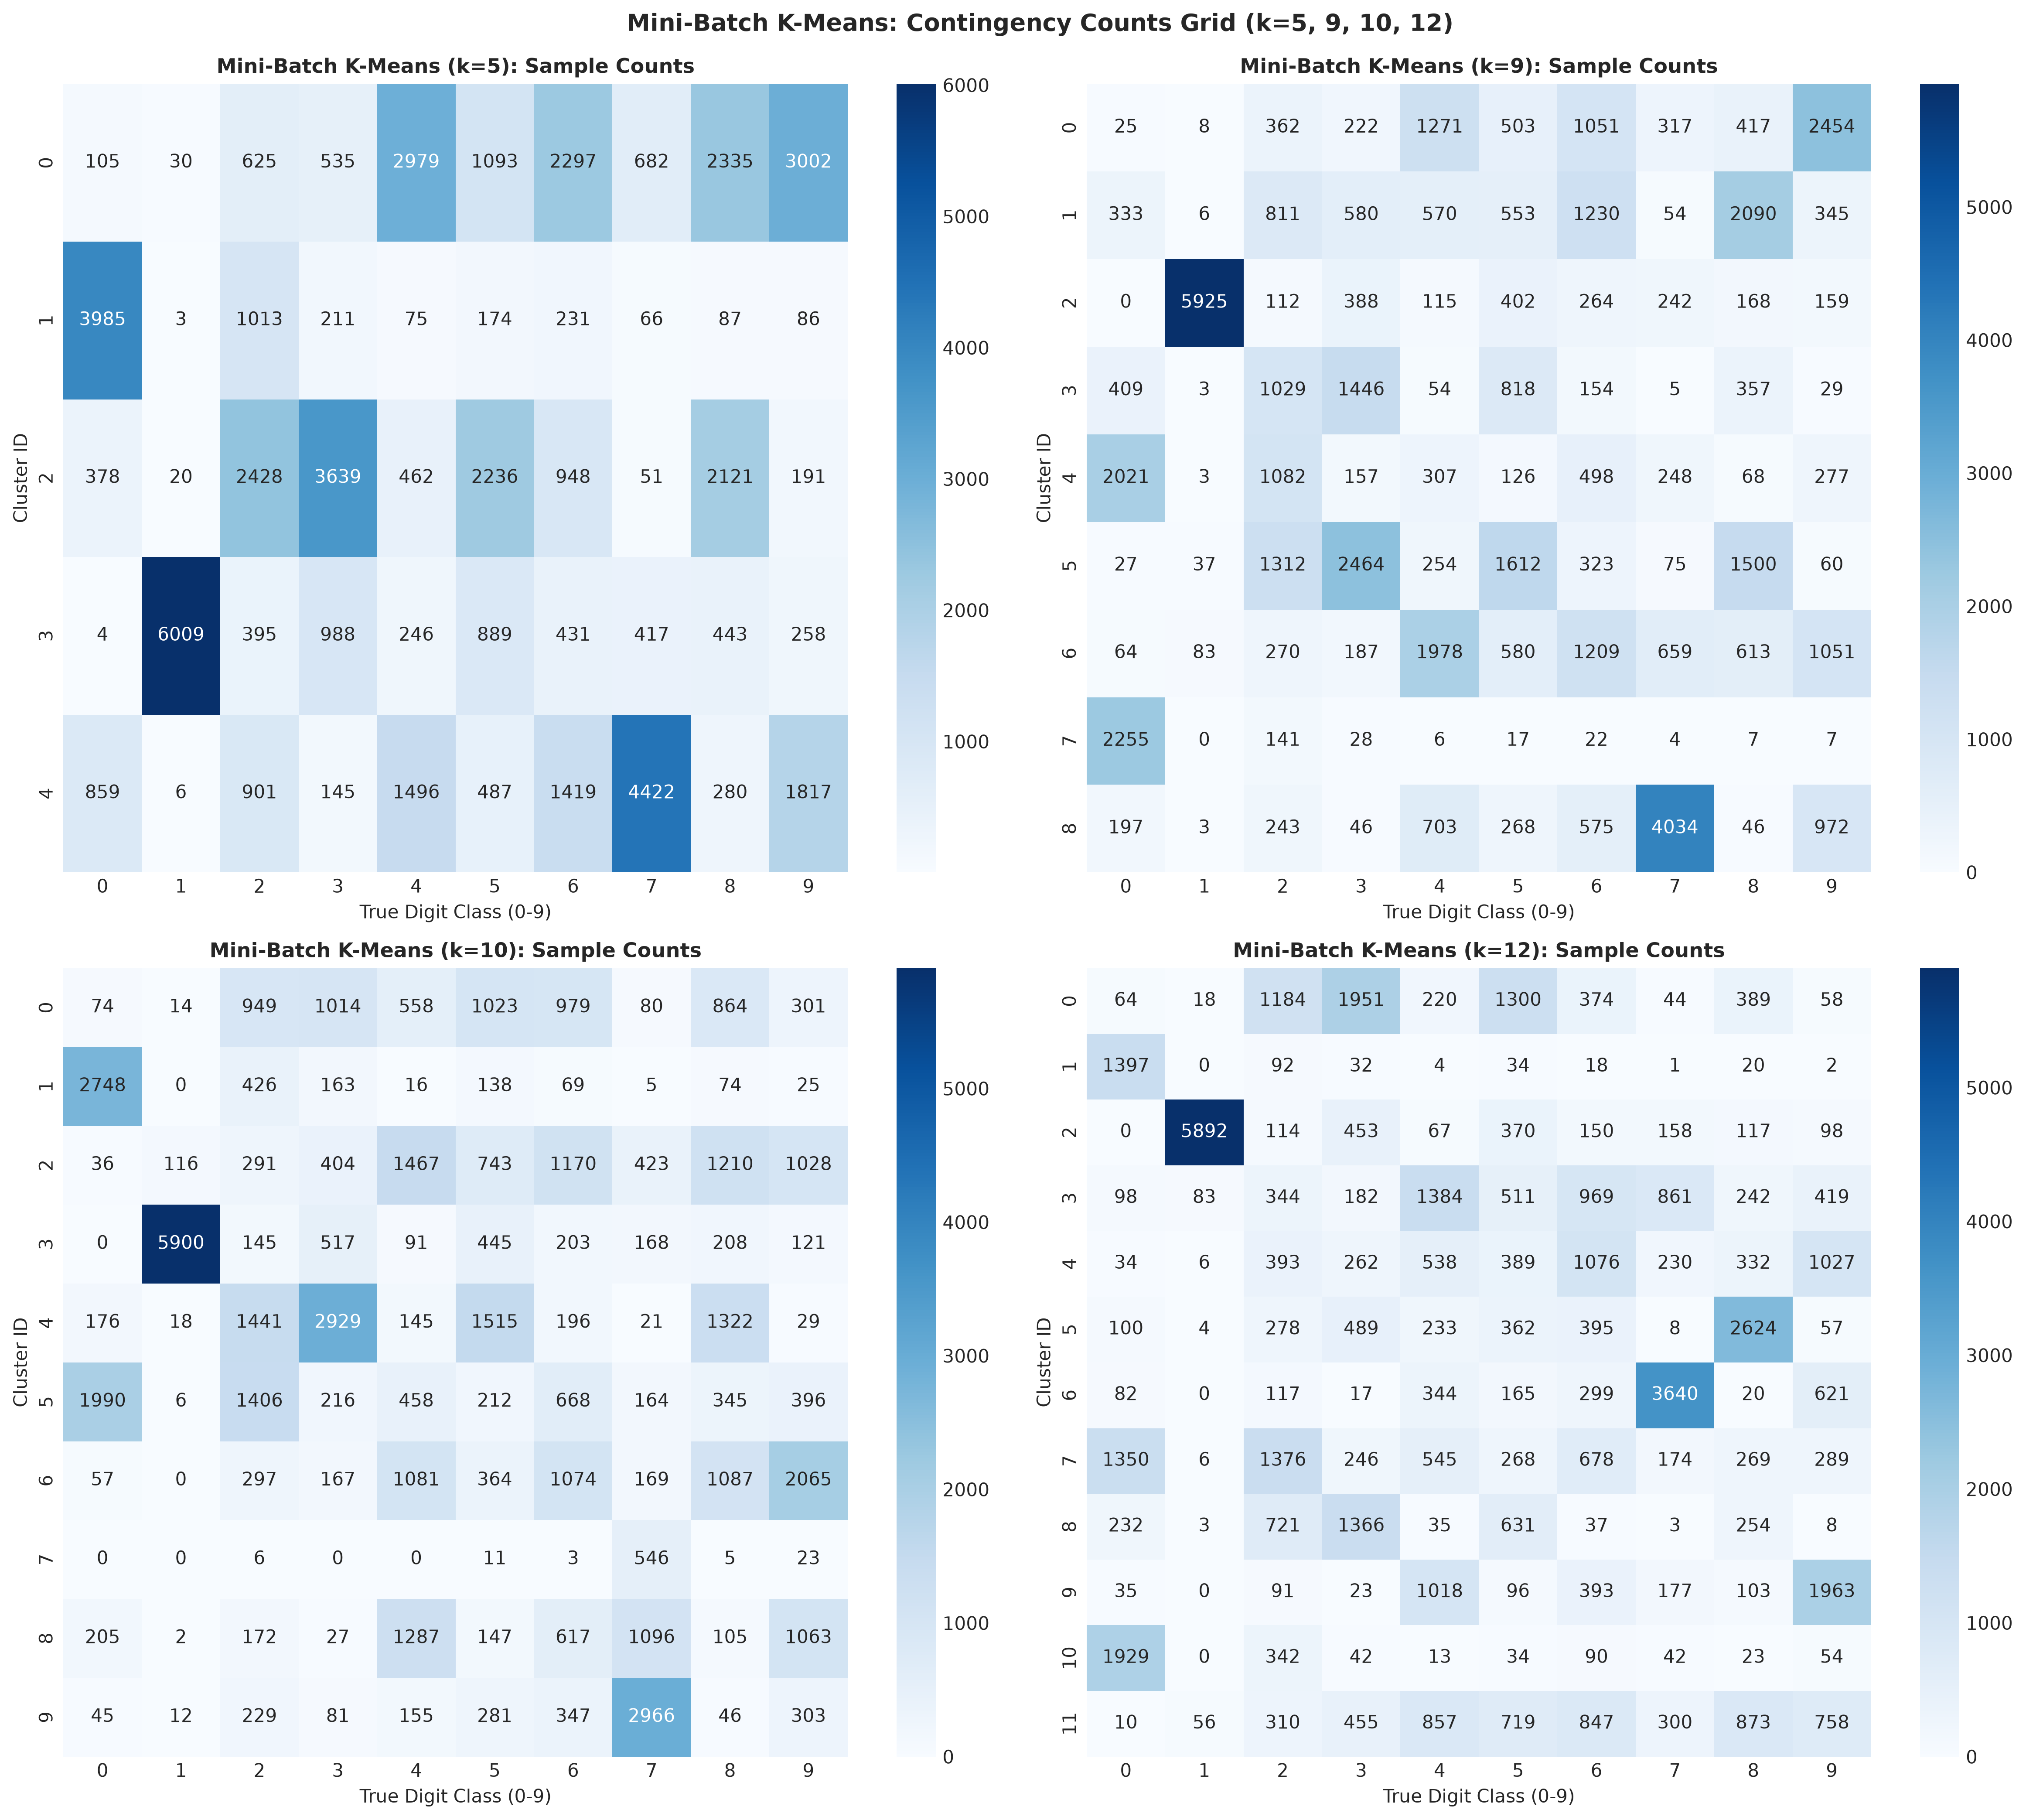 Mini-Batch K-Means: Contingency Counts Grid (k=5, 9, 10, 12)
Mini-Batch K-Means (k=5): Sample Counts
0 105 30 625 535 2979 1093 2297 682 2335 3002
1 3985 3 1013 211 75 174 231 66 87 86
2 378 20 2428 3639 462 2236 948 51 2121 191
3 4 6009 395 988 246 889 431 417 443 258
4 859 6 901 145 1496 487 1419 4422 280 1817
0 1 2 3 4 5 6 7 8 9
True Digit Class (0-9)
Cluster ID
6000
5000
4000
3000
2000
1000
Mini-Batch K-Means (k=9): Sample Counts
0 25 8 362 222 1271 503 1051 317 417 2454
1 333 6 811 580 570 553 1230 54 2090 345
2 0 5925 112 388 115 402 264 242 168 159
3 409 3 1029 1446 54 818 154 5 357 29
4 2021 3 1082 157 307 126 498 248 68 277
5 27 37 1312 2464 254 1612 323 75 1500 60
6 64 83 270 187 1978 580 1209 659 613 1051
7 2255 0 141 28 6 17 22 4 7 7
8 197 3 243 46 703 268 575 4034 46 972
0 1 2 3 4 5 6 7 8 9
True Digit Class (0-9)
Cluster ID
5000
4000
3000
2000
1000
0
Mini-Batch K-Means (k=10): Sample Counts
0 74 14 949 1014 558 1023 979 80 864 301
1 2748 0 426 163 16 138 69 5 74 25
2 36 116 291 404 1467 743 1170 423 1210 1028
3 0 5900 145 517 91 445 203 168 208 121
4 176 18 1441 2929 145 1515 196 21 1322 29
5 1990 6 1406 216 458 212 668 164 345 396
6 57 0 297 167 1081 364 1074 169 1087 2065
7 0 0 6 0 0 11 3 546 5 23
8 205 2 172 27 1287 147 617 1096 105 1063
9 45 12 229 81 155 281 347 2966 46 303
0 1 2 3 4 5 6 7 8 9
True Digit Class (0-9)
Cluster ID
5000
4000
3000
2000
1000
0
Mini-Batch K-Means (k=12): Sample Counts
0 64 18 1184 1951 220 1300 374 44 389 58
1 1397 0 92 32 4 34 18 1 20 2
2 0 5892 114 453 67 370 150 158 117 98
3 98 83 344 182 1384 511 969 861 242 419
4 34 6 393 262 538 389 1076 230 332 1027
5 100 4 278 489 233 362 395 8 2624 57
6 82 0 117 17 344 165 299 3640 20 621
7 1350 6 1376 246 545 268 678 174 269 289
8 232 3 721 1366 35 631 37 3 254 8
9 35 0 91 23 1018 96 393 177 103 1963
10 1929 0 342 42 13 34 90 42 23 54
11 10 56 310 455 857 719 847 300 873 758
0 1 2 3 4 5 6 7 8 9
True Digit Class (0-9)
Cluster ID
5000
4000
3000
2000
1000
0